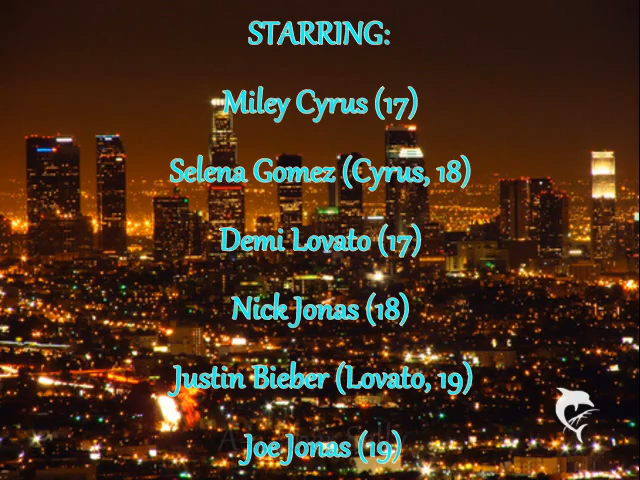 STARRING:
Miley Cyrus (17)
Selena Gomez (Cyrus, 18)
Demi Lovato (17)
Nick Jonas (18)
Justin Bieber (Lovato, 19)
Joe Jonas (19)